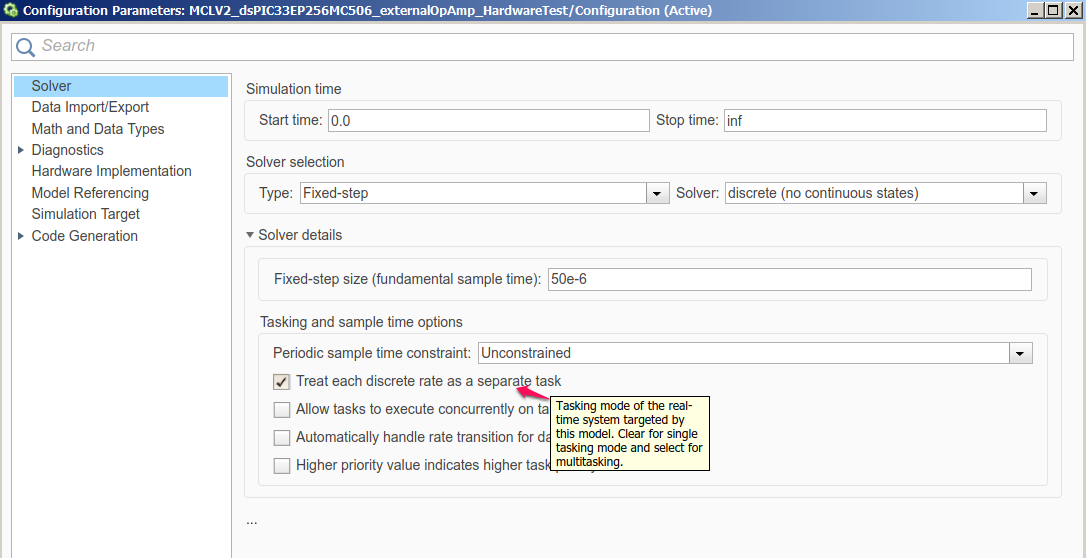 Configuration Parameters: MCLV2_dsPIC33EP256MC506_externalOpAmp_HardwareTest/Configuration (Active)
Search
Solver
Data Import/Export
Math and Data Types
Diagnostics
Hardware Implementation
Model Referencing
Simulation Target
Code Generation
Simulation time
Start time: 0.0 Stop time: inf
Solver selection
Type: Fixed-step Solver: discrete (no continuous states)
Solver details
Fixed-step size (fundamental sample time): 50e-6
Tasking and sample time options
Periodic sample time constraint: Unconstrained
Treat each discrete rate as a separate task
Allow tasks to execute concurrently on ta
Automatically handle rate transition for da
Higher priority value indicates higher task
Tasking mode of the real-
time system targeted by
this model. Clear for single
tasking mode and select for
multitasking.
...